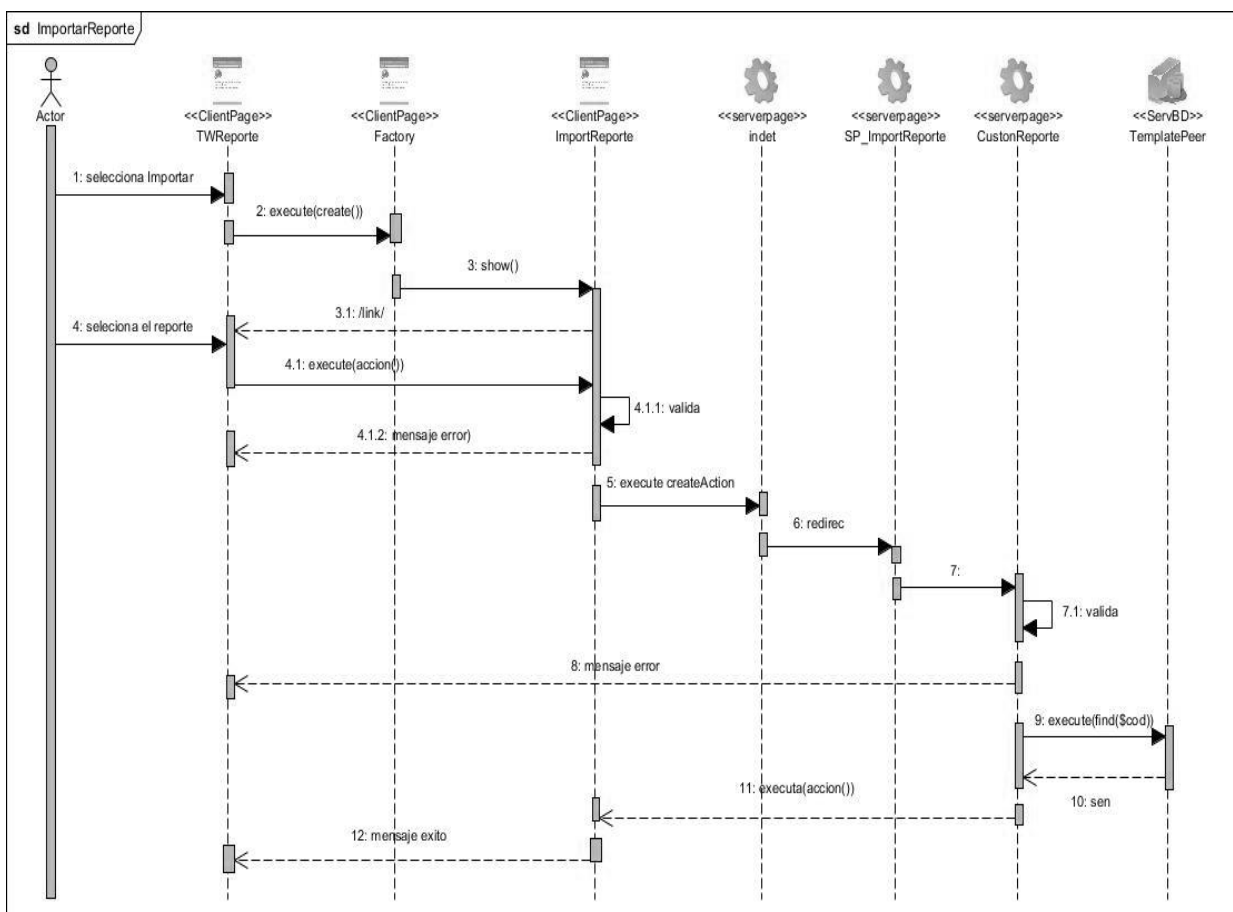 sd ImportarReporte
Actor
<<ClientPage>>
TWReporte
<<ClientPage>>
Factory
<<ClientPage>>
ImportReporte
<<serverpage>>
indet
<<serverpage>>
SP_ImportReporte
<<serverpage>>
CustonReporte
<<ServBD>>
TemplatePeer
1: selecciona Importar
2: execute(create())
3: show()
3.1: /link/
4: seleciona el reporte
4.1: execute(accion())
4.1.1: valida
4.1.2: mensaje error)
5: execute createAction
6: redirec
7:
7.1: valida
8: mensaje error
9: execute(find($cod))
10: sen
11: executa(accion())
12: mensaje exito